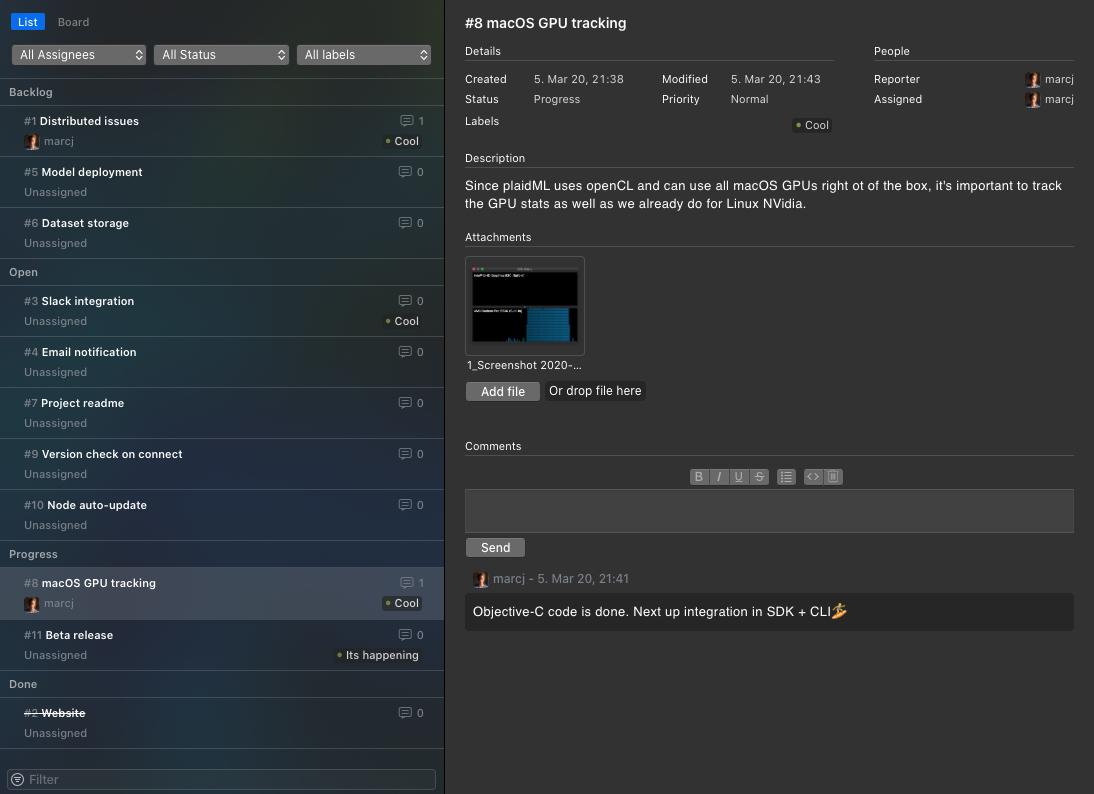 List Board
All Assignees All Status All labels
Backlog
#1 Distributed issues 1
marcj Cool
#5 Model deployment 0
Unassigned
#6 Dataset storage 0
Unassigned
Open
#3 Slack integration 0
Unassigned Cool
#4 Email notification 0
Unassigned
#7 Project readme 0
Unassigned
#9 Version check on connect 0
Unassigned
#10 Node auto-update 0
Unassigned
Progress
#8 macOS GPU tracking 1
marcj Cool
#11 Beta release 0
Unassigned Its happening
Done
#2 Website 0
Unassigned
Filter
#8 macOS GPU tracking
Details People
Created 5. Mar 20, 21:38 Modified 5. Mar 20, 21:43 Reporter marcj
Status Progress Priority Normal Assigned marcj
Labels Cool
Description
Since plaidML uses openCL and can use all macOS GPUs right ot of the box, it's important to track
the GPU stats as well as we already do for Linux NVidia.
Attachments
1_Screenshot 2020-...
Add file Or drop file here
Comments
B I U S <>
Send
marcj - 5. Mar 20, 21:41
Objective-C code is done. Next up integration in SDK + CLI🏄